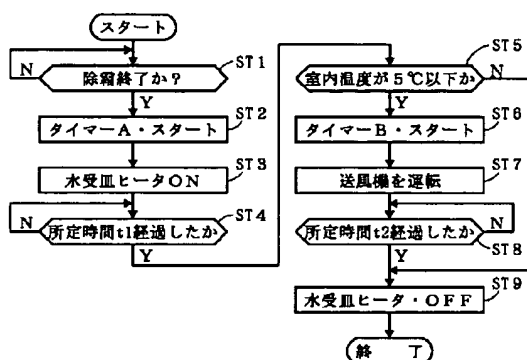 スタート
除霜終了か？
N
ST1
Y
タイマーA・スタート
ST2
水受皿ヒータON
ST3
所定時間t1経過したか
N
ST4
Y
室内温度が5℃以下か
ST5
N
Y
タイマーB・スタート
ST6
送風機を運転
ST7
所定時間t2経過したか
N
ST8
Y
水受皿ヒータ・OFF
ST9
終 了